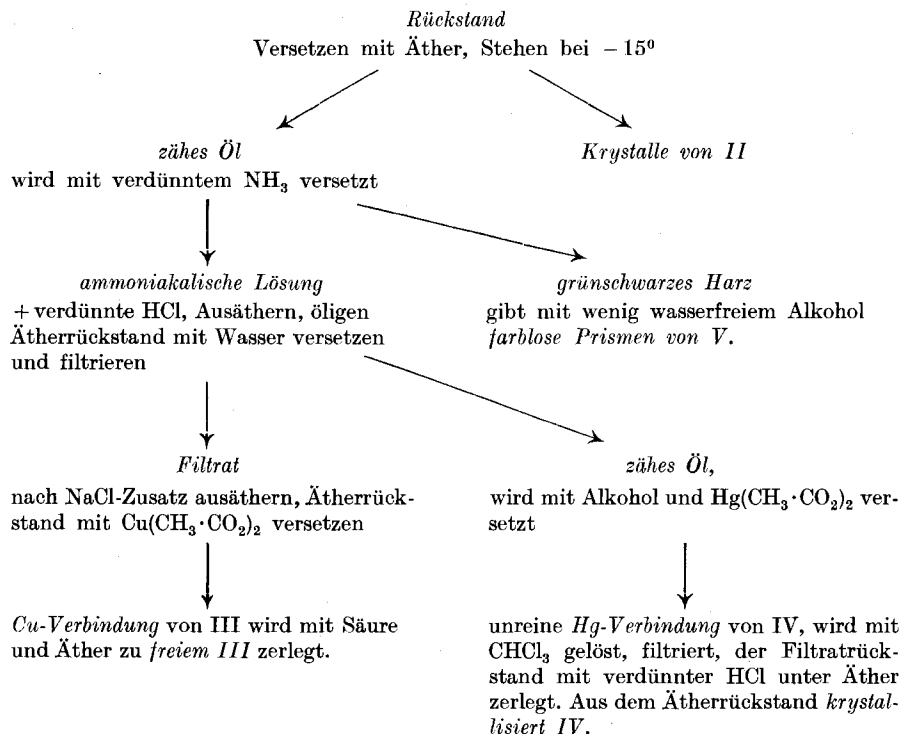 Rückstand
Versetzen mit Äther, Stehen bei −15⁰
zähes Öl
wird mit verdünntem NH₃ versetzt
Krystalle von II
ammoniakalische Lösung
+ verdünnte HCl, Ausäthern, öligen
Ätherrückstand mit Wasser versetzen
und filtrieren
grünschwarzes Harz
gibt mit wenig wasserfreiem Alkohol
farblose Prismen von V.
Filtrat
nach NaCl-Zusatz ausäthern, Ätherrück-
stand mit Cu(CH₃·CO₂)₂ versetzen
zähes Öl,
wird mit Alkohol und Hg(CH₃·CO₂)₂ ver-
setzt
Cu-Verbindung von III wird mit Säure
und Äther zu freiem III zerlegt.
unreine Hg-Verbindung von IV, wird mit
CHCl₃ gelöst, filtriert, der Filtratrück-
stand mit verdünnter HCl unter Äther
zerlegt. Aus dem Ätherrückstand krystal-
lisiert IV.